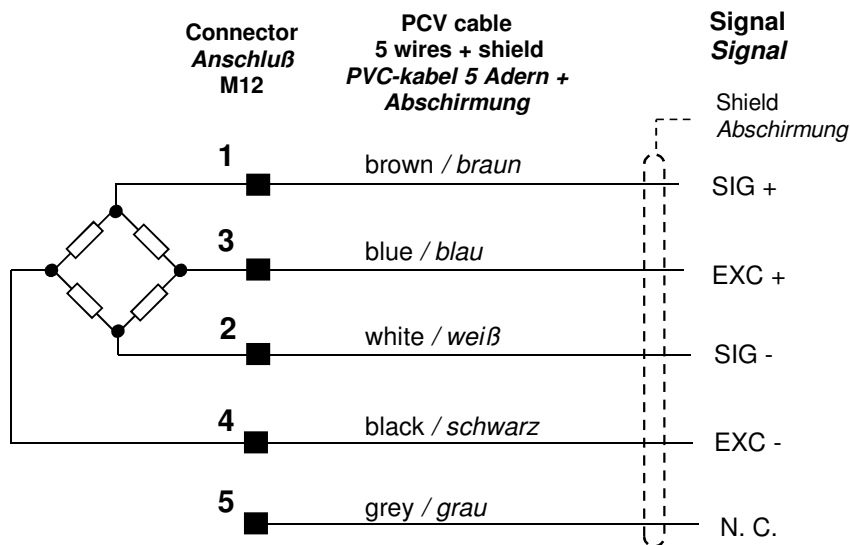 Connector
Anschluß
M12
PCV cable
5 wires + shield
PVC-kabel 5 Adern +
Abschirmung
Signal
Signal
Shield
Abschirmung
1
brown / braun
SIG +
3
blue / blau
EXC +
2
white / weiß
SIG -
4
black / schwarz
EXC -
5
grey / grau
N. C.